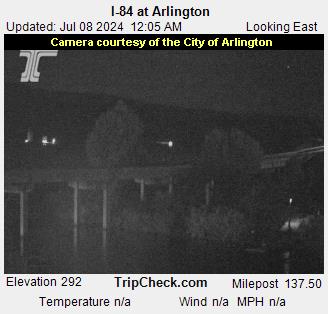 I-84 at Arlington
Updated: Jul 08 2024 12:05 AM Looking East
Camera courtesy of the City of Arlington
Elevation 292 TripCheck.com Milepost 137.50
Temperature n/a Wind n/a MPH n/a